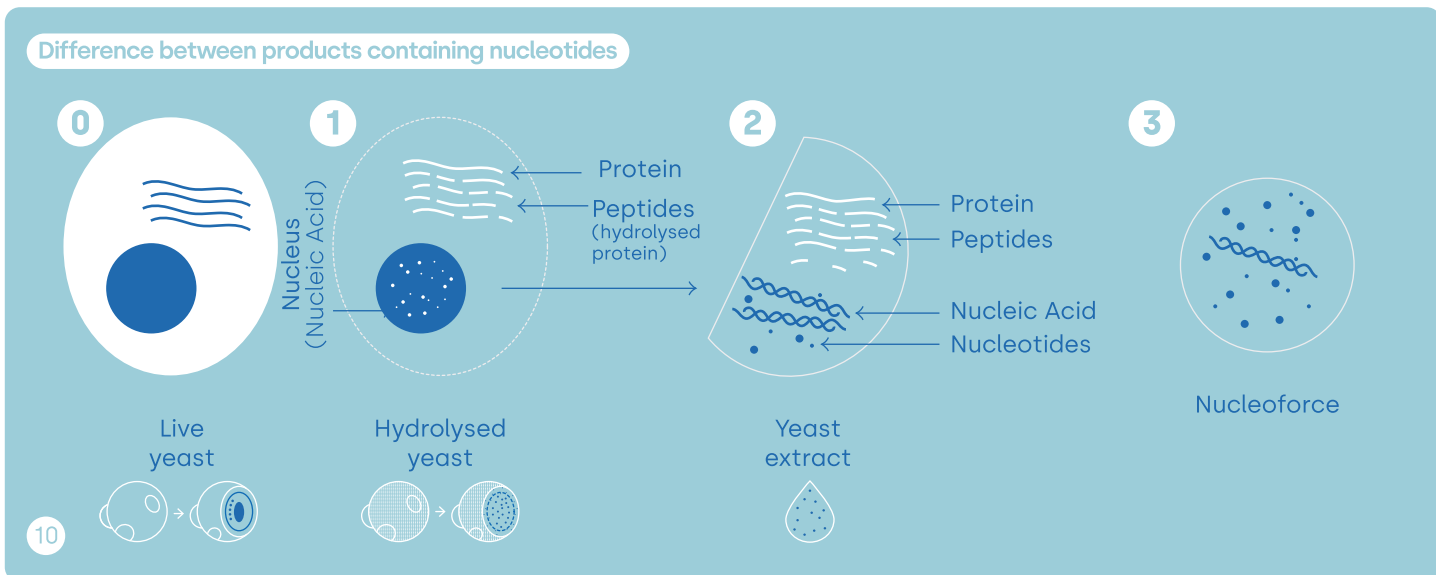 Difference between products containing nucleotides
0
1
2
3
Nucleus
(Nucleic Acid)
Protein
Peptides
(hydrolysed
protein)
Protein
Peptides
Nucleic Acid
Nucleotides
Live
yeast
Hydrolysed
yeast
Yeast
extract
Nucleoforce
10